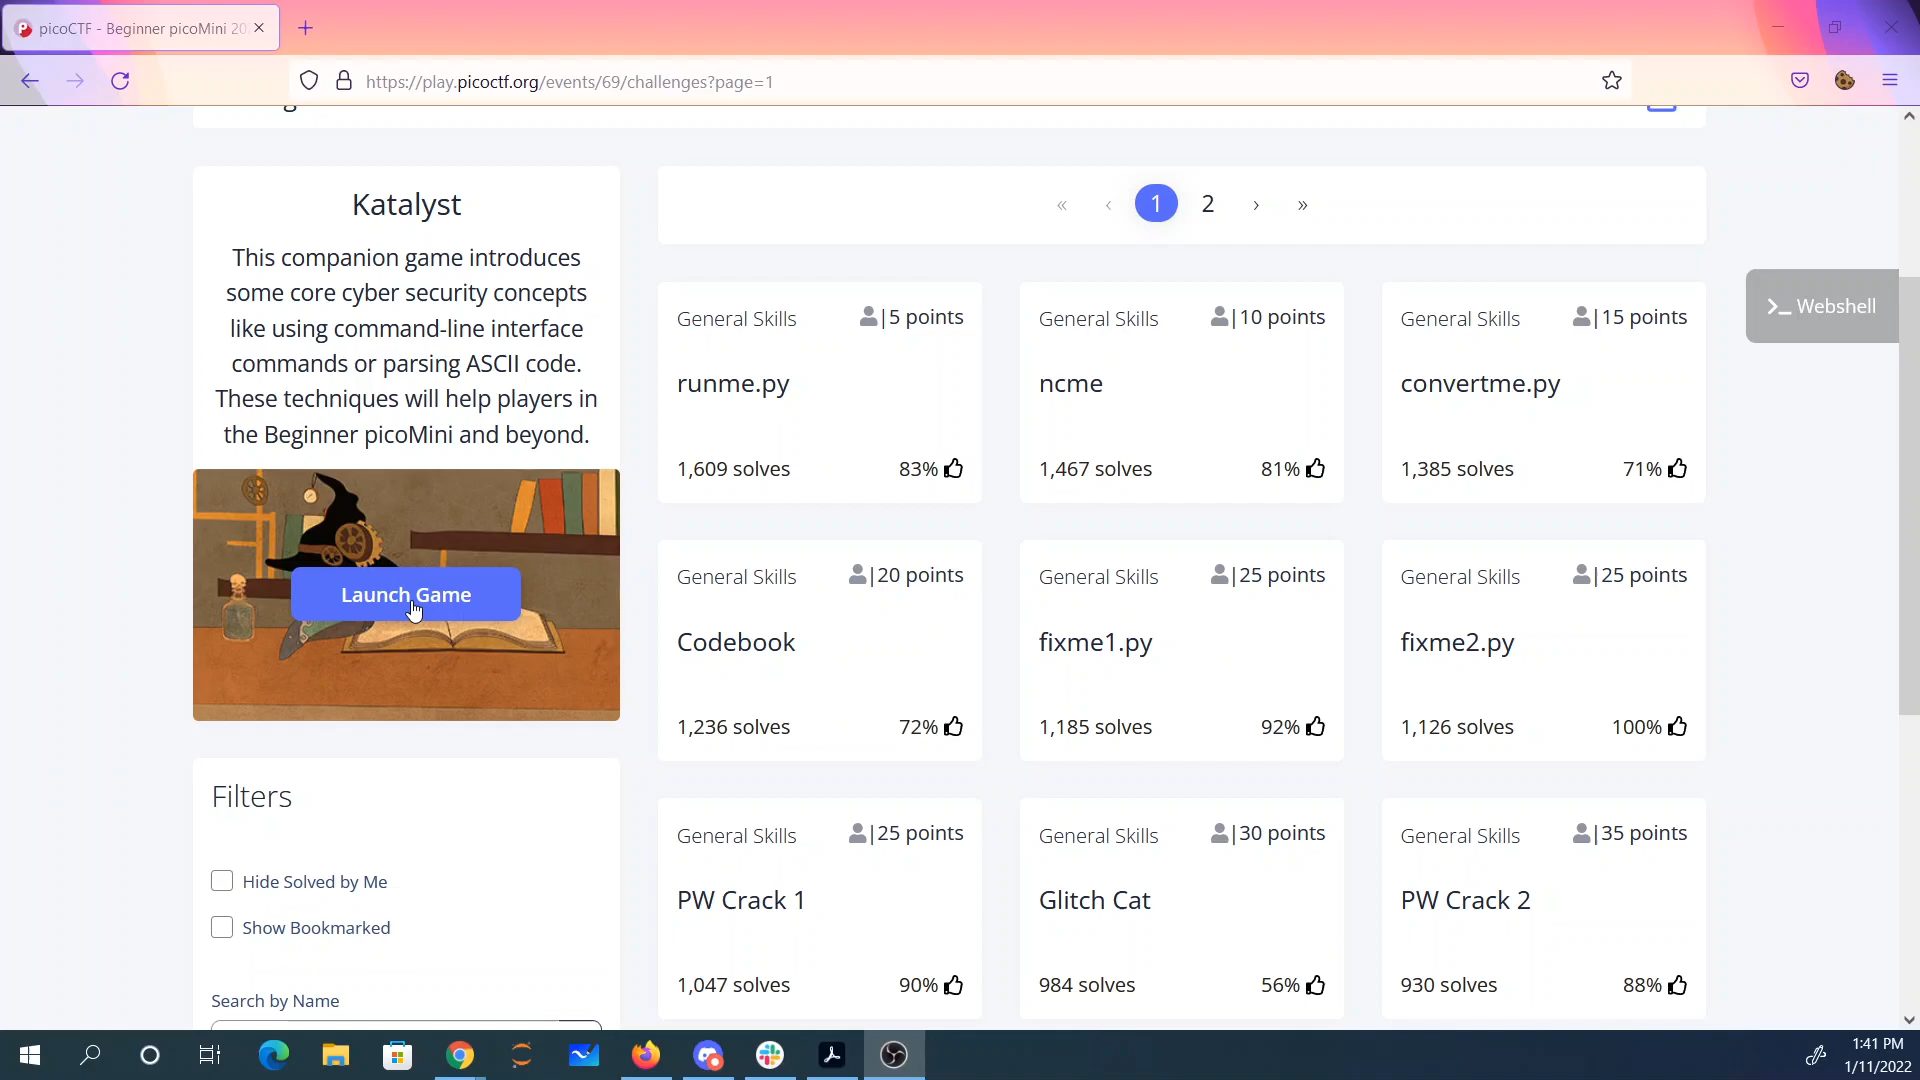 picoCTF - Beginner picoMini 20
https://play.picoctf.org/events/69/challenges?page=1
Katalyst
This companion game introduces
some core cyber security concepts
like using command-line interface
commands or parsing ASCII code.
These techniques will help players in
the Beginner picoMini and beyond.
Launch Game
Filters
Hide Solved by Me
Show Bookmarked
Search by Name
« ‹ 1 2 › »
General Skills |5 points
runme.py
1,609 solves 83%
General Skills |10 points
ncme
1,467 solves 81%
General Skills |15 points
convertme.py
1,385 solves 71%
General Skills |20 points
Codebook
1,236 solves 72%
General Skills |25 points
fixme1.py
1,185 solves 92%
General Skills |25 points
fixme2.py
1,126 solves 100%
General Skills |25 points
PW Crack 1
1,047 solves 90%
General Skills |30 points
Glitch Cat
984 solves 56%
General Skills |35 points
PW Crack 2
930 solves 88%
>_ Webshell
1:41 PM
1/11/2022